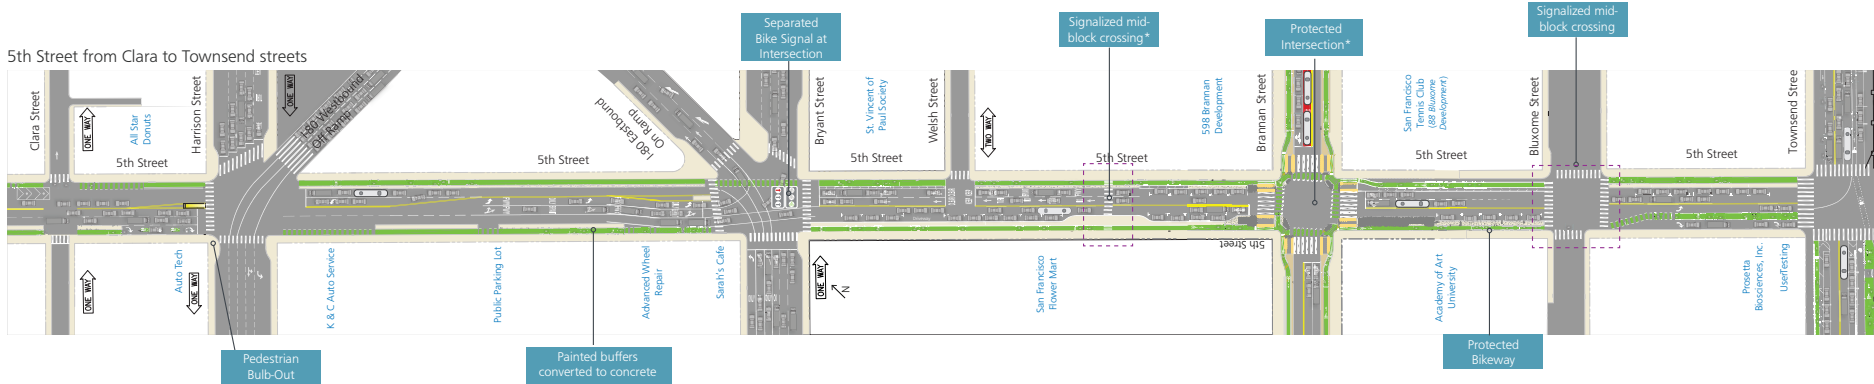 5th Street from Clara to Townsend streets
Separated
Bike Signal at
Intersection
Signalized mid-
block crossing*
Protected
Intersection*
Signalized mid-
block crossing
Clara Street
ONE WAY
All Star
Donuts
5th Street
Harrison Street
ONE WAY
I-80 Westbound
Off Ramp
5th Street
I-80 Eastbound
On Ramp
Bryant Street
St. Vincent of
Paul Society
5th Street
Welsh Street
TWO WAY
5th Street
598 Brannan
Development
Brannan Street
San Francisco
Tennis Club
(88 Bluxome
Development)
5th Street
Bluxome Street
5th Street
Townsend Street
ONE WAY
Auto Tech
ONE WAY
K & C Auto Service
Public Parking Lot
Advanced Wheel
Repair
Sarah's Cafe
ONE WAY
N
San Francisco
Flower Mart
5th Street
Academy of Art
University
Prosetta
Biosciences, Inc.
UserTesting
Pedestrian
Bulb-Out
Painted buffers
converted to concrete
Protected
Bikeway